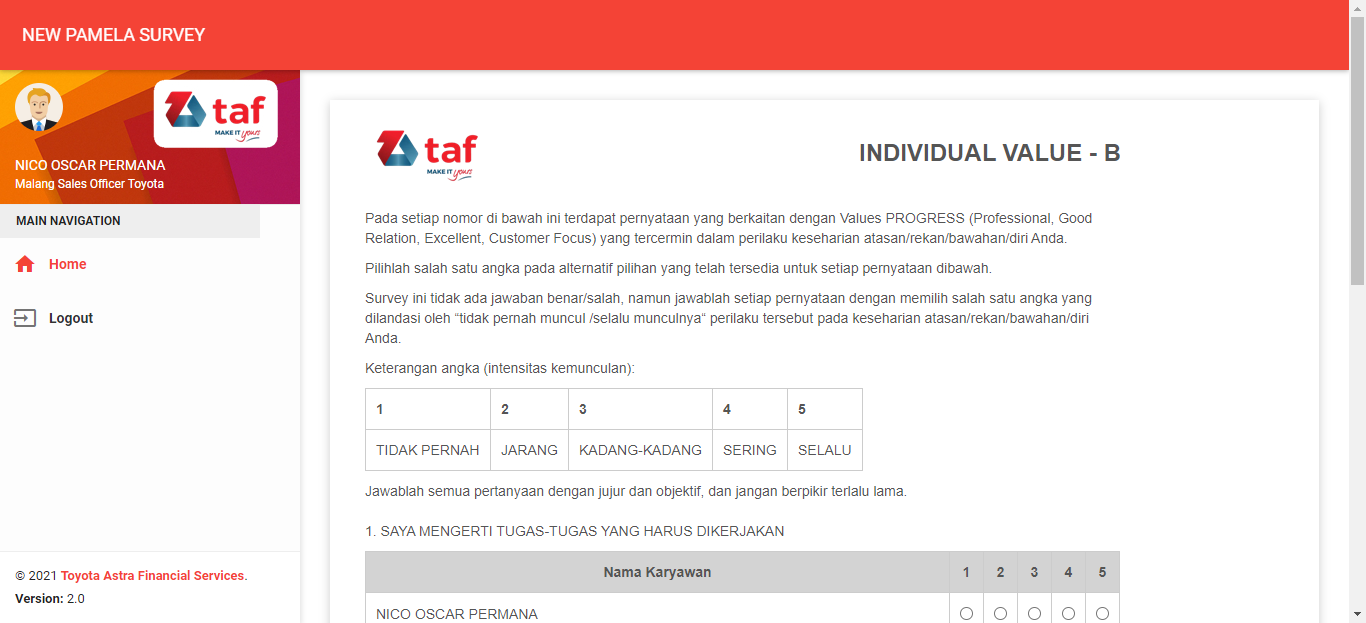 NEW PAMELA SURVEY
taf
MAKE IT yours
NICO OSCAR PERMANA
Malang Sales Officer Toyota
MAIN NAVIGATION
Home
Logout
© 2021 Toyota Astra Financial Services.
Version: 2.0
taf
MAKE IT yours
INDIVIDUAL VALUE - B
Pada setiap nomor di bawah ini terdapat pernyataan yang berkaitan dengan Values PROGRESS (Professional, Good
Relation, Excellent, Customer Focus) yang tercermin dalam perilaku keseharian atasan/rekan/bawahan/diri Anda.
Pilihlah salah satu angka pada alternatif pilihan yang telah tersedia untuk setiap pernyataan dibawah.
Survey ini tidak ada jawaban benar/salah, namun jawablah setiap pernyataan dengan memilih salah satu angka yang
dilandasi oleh “tidak pernah muncul /selalu munculnya“ perilaku tersebut pada keseharian atasan/rekan/bawahan/diri
Anda.
Keterangan angka (intensitas kemunculan):
1 2 3 4 5
TIDAK PERNAH JARANG KADANG-KADANG SERING SELALU
Jawablah semua pertanyaan dengan jujur dan objektif, dan jangan berpikir terlalu lama.
1. SAYA MENGERTI TUGAS-TUGAS YANG HARUS DIKERJAKAN
Nama Karyawan 1 2 3 4 5
NICO OSCAR PERMANA